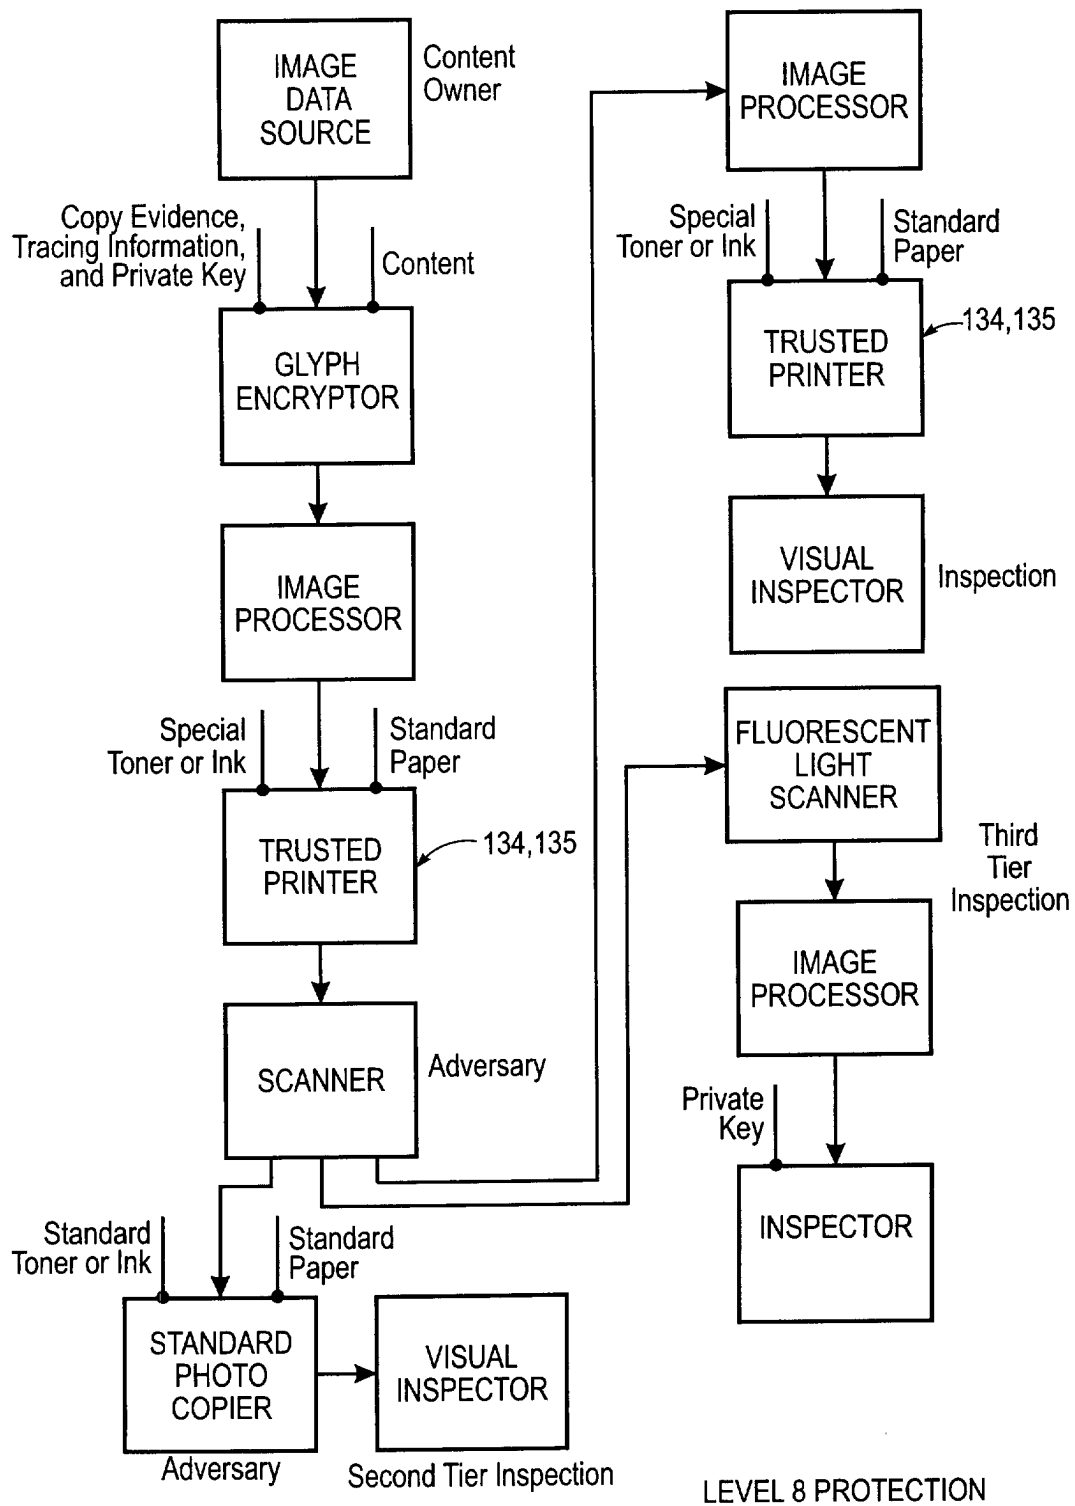 IMAGE
DATA
SOURCE
Content
Owner
Copy Evidence,
Tracing Information,
and Private Key
Content
GLYPH
ENCRYPTOR
IMAGE
PROCESSOR
Special
Toner or Ink
Standard
Paper
TRUSTED
PRINTER
134,135
SCANNER
Adversary
Standard
Toner or Ink
Standard
Paper
STANDARD
PHOTO
COPIER
Adversary
VISUAL
INSPECTOR
Second Tier Inspection
IMAGE
PROCESSOR
Special
Toner or Ink
Standard
Paper
TRUSTED
PRINTER
134,135
VISUAL
INSPECTOR
Inspection
FLUORESCENT
LIGHT
SCANNER
Third
Tier
Inspection
IMAGE
PROCESSOR
Private
Key
INSPECTOR
LEVEL 8 PROTECTION